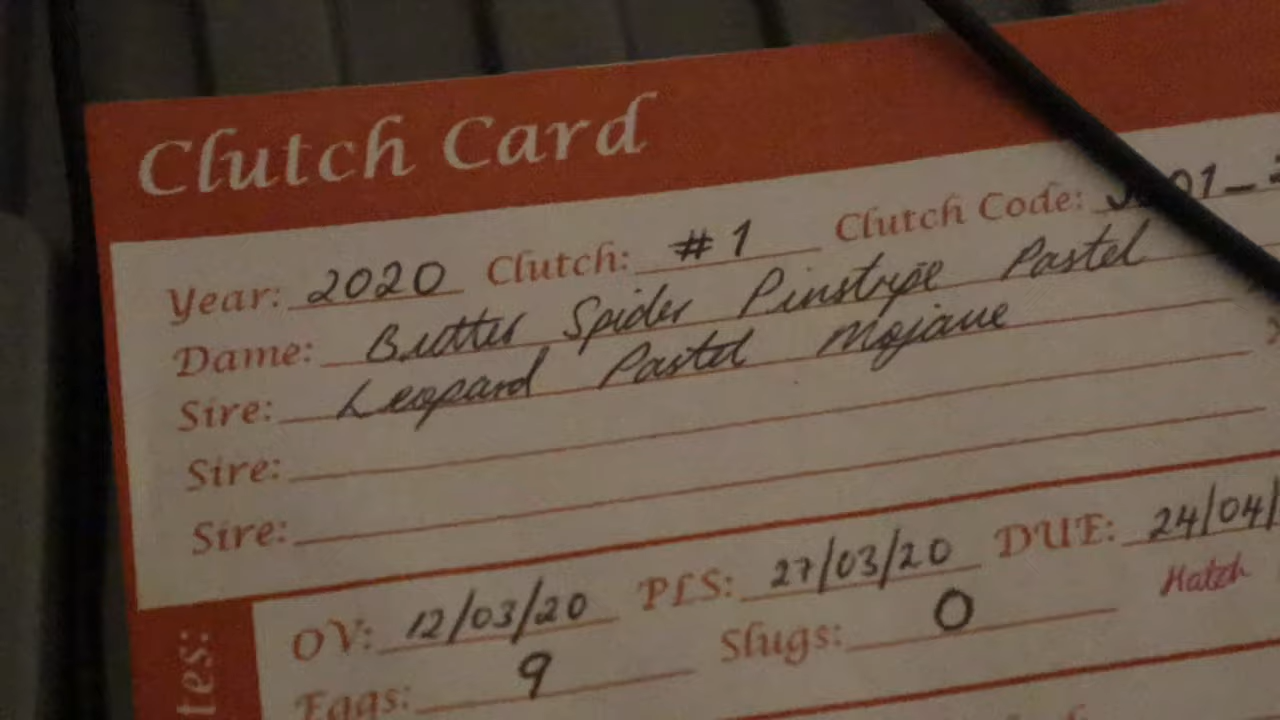 Clutch Card
Year: 2020 Clutch: #1 Clutch Code:
Dame: Butter Spider Pinstripe Pastel
Sire: Leopard Pastel Mojave
Sire:
Sire:
OV: 12/03/20 PLS: 27/03/20 DUE: 24/04/
Hatch
Eggs: 9 Slugs: 0